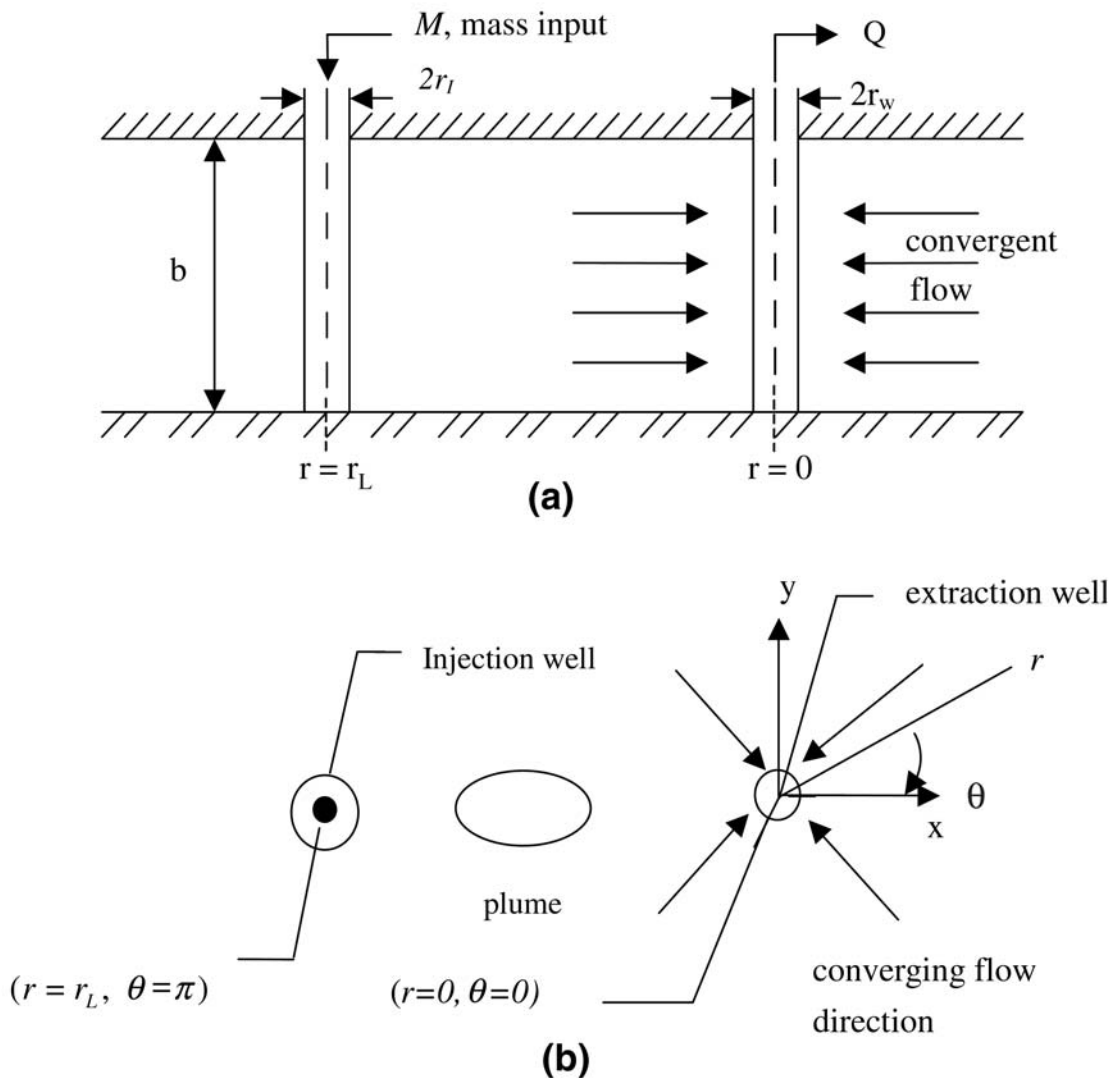 M, mass input
Q
2r_I
2r_w
b
convergent
flow
r = r_L
r = 0
(a)
y
extraction well
Injection well
r
θ
x
plume
(r = r_L, θ=π)
(r=0, θ=0)
converging flow
direction
(b)